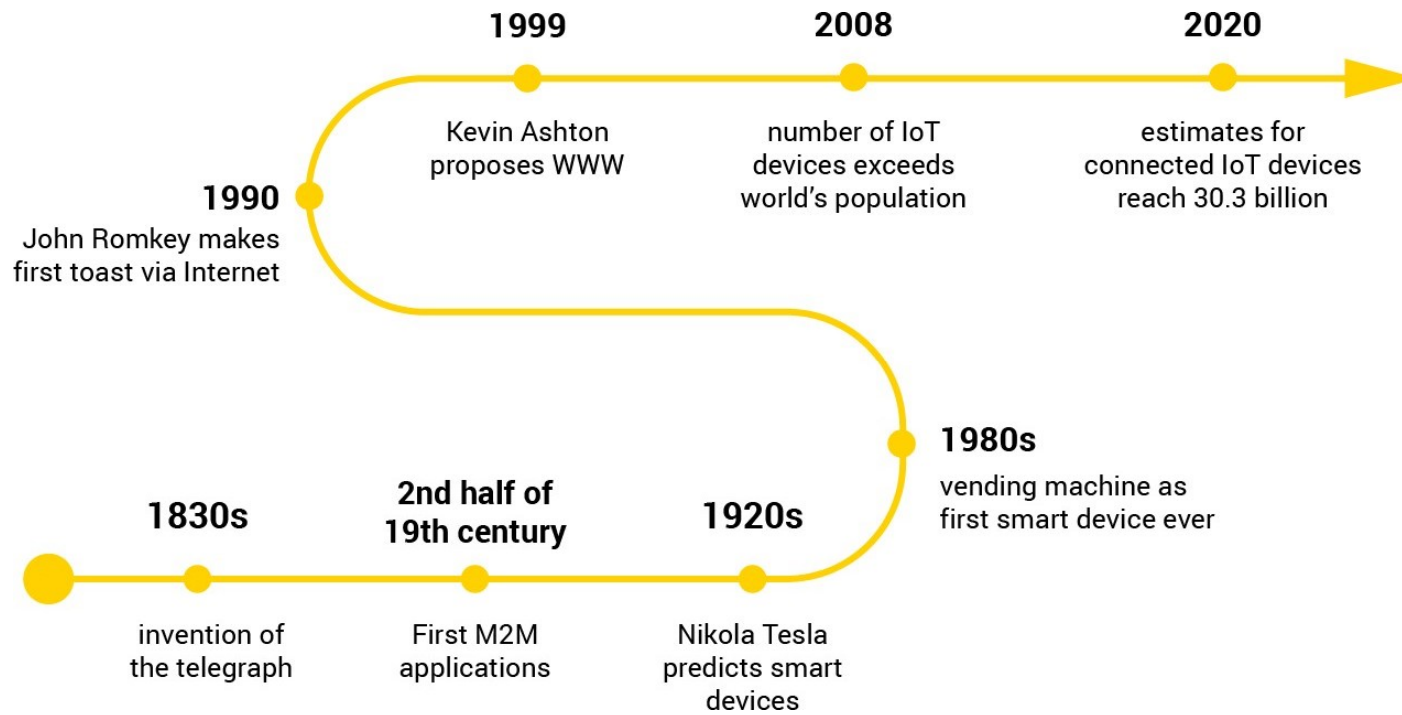 1999
Kevin Ashton
proposes WWW
2008
number of IoT
devices exceeds
world’s population
2020
estimates for
connected IoT devices
reach 30.3 billion
1990
John Romkey makes
first toast via Internet
1980s
vending machine as
first smart device ever
1830s
invention of
the telegraph
2nd half of
19th century
First M2M
applications
1920s
Nikola Tesla
predicts smart
devices